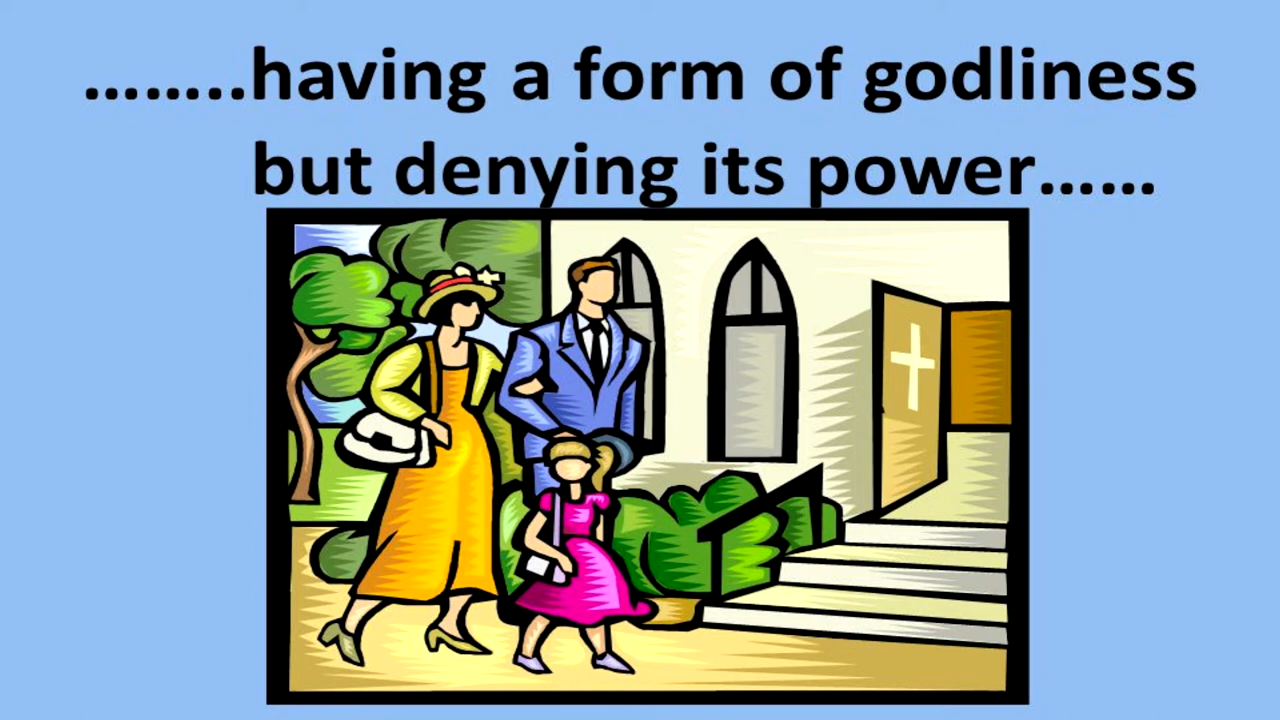 ……..having a form of godliness
but denying its power……